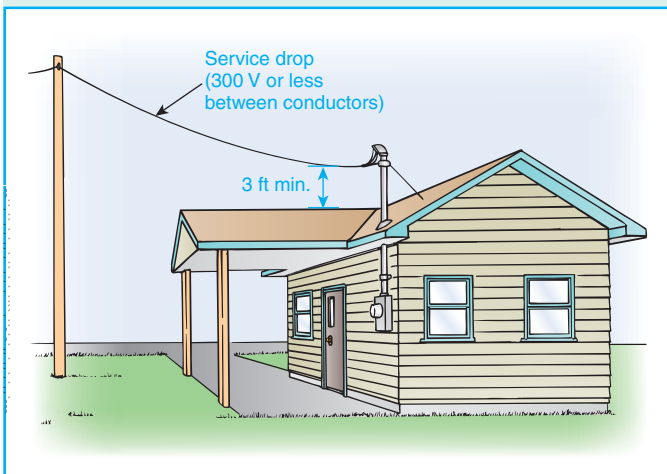 Service drop
(300 V or less
between conductors)
3 ft min.